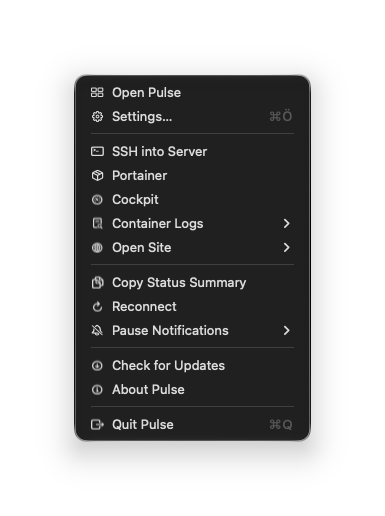 Open Pulse
Settings... ⌘Ö
SSH into Server
Portainer
Cockpit
Container Logs
Open Site
Copy Status Summary
Reconnect
Pause Notifications
Check for Updates
About Pulse
Quit Pulse ⌘Q